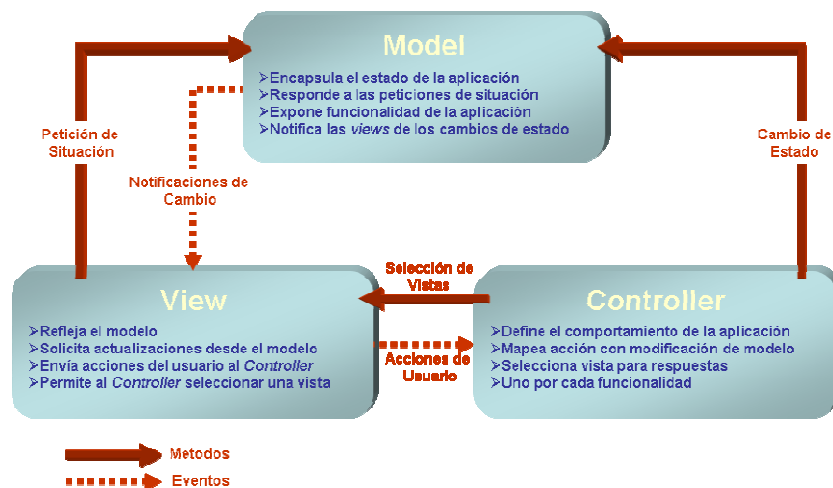 Model
➢Encapsula el estado de la aplicación
➢Responde a las peticiones de situación
➢Expone funcionalidad de la aplicación
➢Notifica las views de los cambios de estado
Petición de
Situación
Cambio de
Estado
Notificaciones de
Cambio
Selección de
Vistas
View
➢Refleja el modelo
➢Solicita actualizaciones desde el modelo
➢Envía acciones del usuario al Controller
➢Permite al Controller seleccionar una vista
Acciones de
Usuario
Controller
➢Define el comportamiento de la aplicación
➢Mapea acción con modificación de modelo
➢Selecciona vista para respuestas
➢Uno por cada funcionalidad
Metodos
Eventos